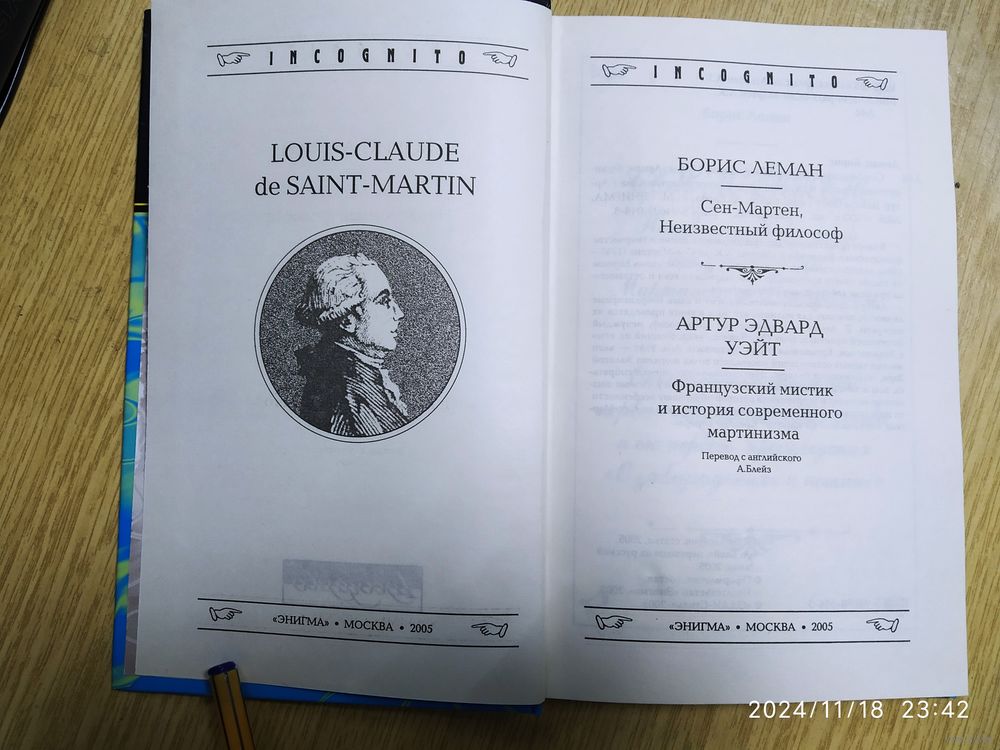 INCOGNITO
LOUIS-CLAUDE
de SAINT-MARTIN
«ЭНИГМА» • МОСКВА • 2005
INCOGNITO
БОРИС ЛЕМАН
Сен-Мартен,
Неизвестный философ
АРТУР ЭДВАРД
УЭЙТ
Французский мистик
и история современного
мартинизма
Перевод с английского
А.Блейз
«ЭНИГМА» • МОСКВА • 2005
2024/11/18 23:42